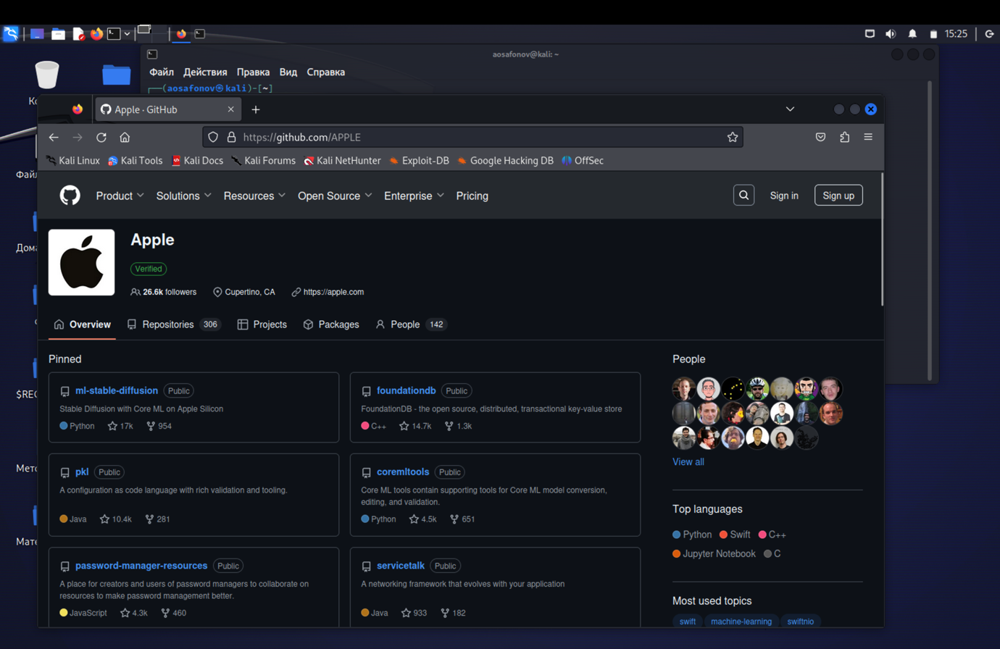 15:25
aosafonov@kali: ~
Файл Действия Правка Вид Справка
(aosafonov㉿kali)-[~]
Apple · GitHub
https://github.com/APPLE
Kali Linux Kali Tools Kali Docs Kali Forums Kali NetHunter Exploit-DB Google Hacking DB OffSec
Product Solutions Resources Open Source Enterprise Pricing Sign in Sign up
Apple
Verified
26.6k followers Cupertino, CA https://apple.com
Overview Repositories 306 Projects Packages People 142
Pinned
ml-stable-diffusion Public
Stable Diffusion with Core ML on Apple Silicon
Python 17k 954
foundationdb Public
FoundationDB - the open source, distributed, transactional key-value store
C++ 14.7k 1.3k
pkl Public
A configuration as code language with rich validation and tooling.
Java 10.4k 281
coremltools Public
Core ML tools contain supporting tools for Core ML model conversion,
editing, and validation.
Python 4.5k 651
password-manager-resources Public
A place for creators and users of password managers to collaborate on
resources to make password management better.
JavaScript 4.3k 460
servicetalk Public
A networking framework that evolves with your application
Java 933 182
People
View all
Top languages
Python Swift C++
Jupyter Notebook C
Most used topics
swift machine-learning swiftnio